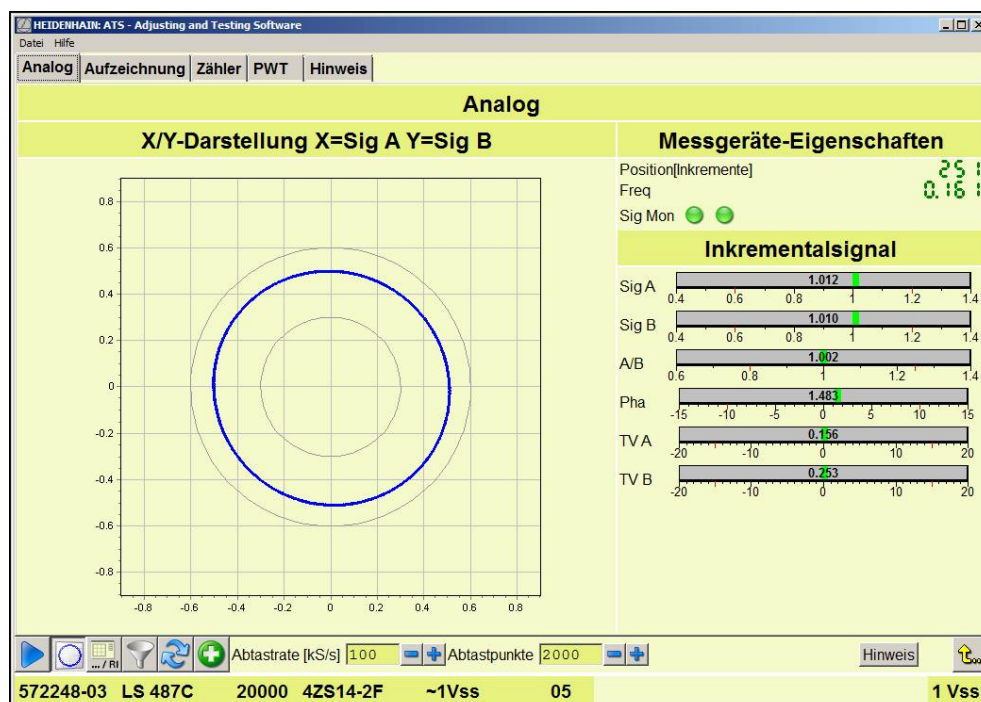 HEIDENHAIN: ATS - Adjusting and Testing Software
Datei Hilfe
Analog Aufzeichnung Zähler PWT Hinweis
Analog
X/Y-Darstellung X=Sig A Y=Sig B
0.8
0.6
0.4
0.2
0
-0.2
-0.4
-0.6
-0.8
-0.8 -0.6 -0.4 -0.2 0 0.2 0.4 0.6 0.8
Messgeräte-Eigenschaften
Position[Inkremente] 251
Freq 0.161
Sig Mon
Inkrementalsignal
Sig A 1.012
0.4 0.6 0.8 1 1.2 1.4
Sig B 1.010
0.4 0.6 0.8 1 1.2 1.4
A/B 1.002
0.6 0.8 1 1.2 1.4
Pha 1.483
-15 -10 -5 0 5 10 15
TV A 0.156
-20 -10 0 10 20
TV B 0.253
-20 -10 0 10 20
... / RI Abtastrate [kS/s] 100 Abtastpunkte 2000 Hinweis
572248-03 LS 487C 20000 4ZS14-2F ~1Vss 05 1 Vss